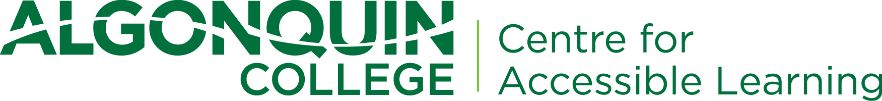 ALGONQUIN
COLLEGE
Centre for
Accessible Learning